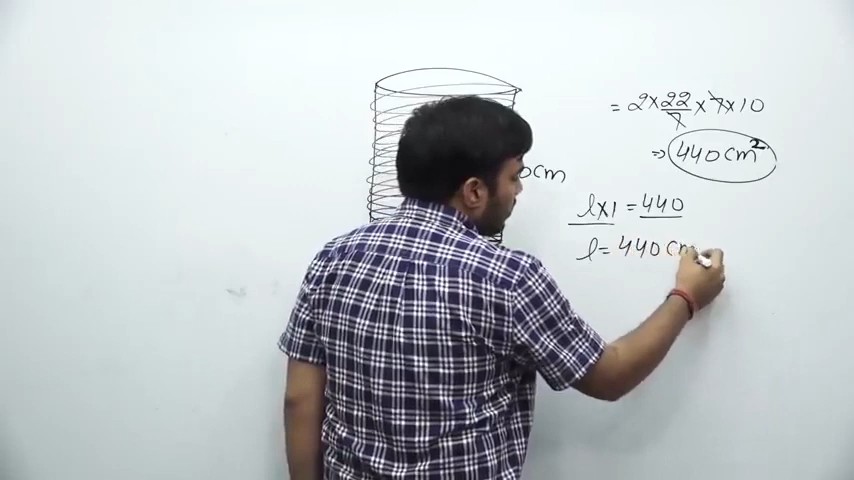 = 2 × 22/7 × 7 × 10
⇒ 440 cm²
cm
l × 1 = 440
l = 440 cm